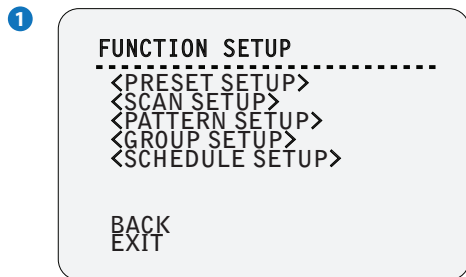 1
FUNCTION SETUP
<PRESET SETUP>
<SCAN SETUP>
<PATTERN SETUP>
<GROUP SETUP>
<SCHEDULE SETUP>
BACK
EXIT